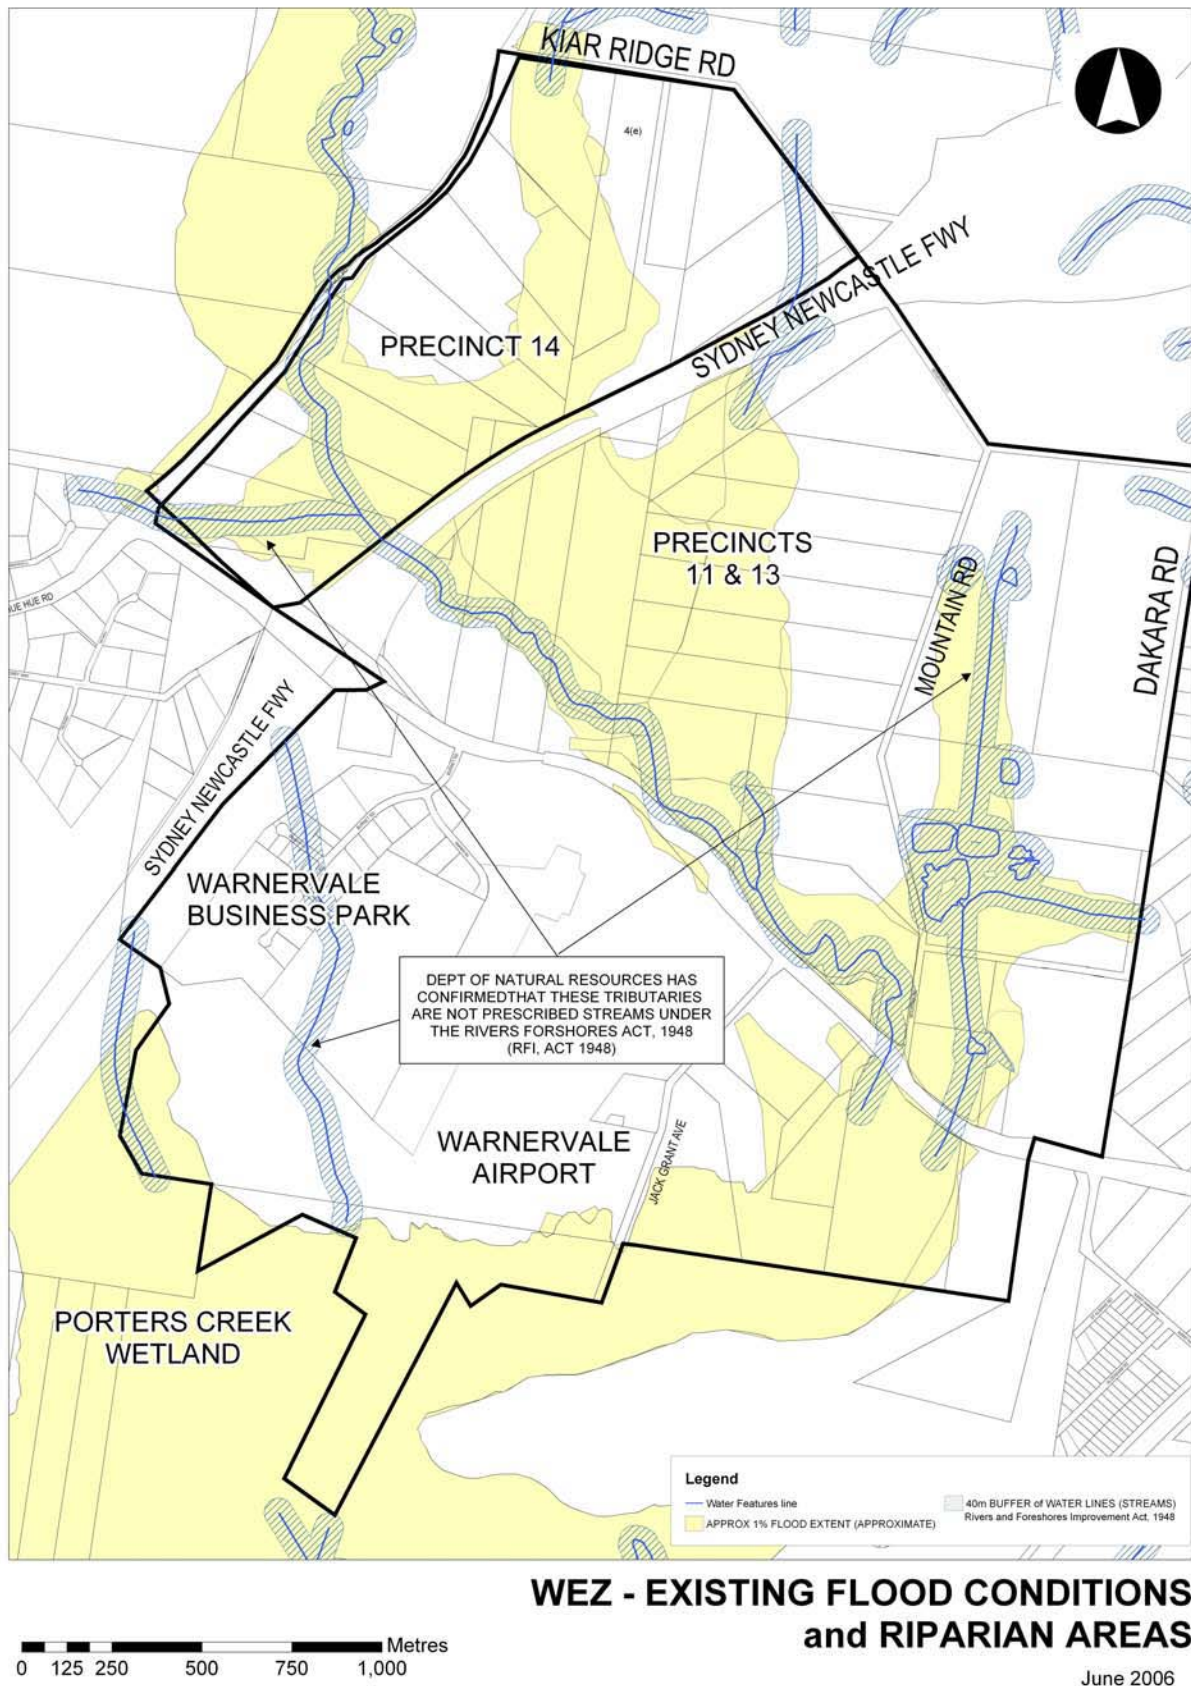 KIAR RIDGE RD
4(e)
SYDNEY NEWCASTLE FWY
PRECINCT 14
PRECINCTS
11 & 13
MOUNTAIN RD
DAKARA RD
HUE HUE RD
SYDNEY NEWCASTLE FWY
WARNERVALE
BUSINESS PARK
DEPT OF NATURAL RESOURCES HAS
CONFIRMEDTHAT THESE TRIBUTARIES
ARE NOT PRESCRIBED STREAMS UNDER
THE RIVERS FORSHORES ACT, 1948
(RFI, ACT 1948)
WARNERVALE
AIRPORT
JACK GRANT AVE
PORTERS CREEK
WETLAND
Legend
Water Features line
APPROX 1% FLOOD EXTENT (APPROXIMATE)
40m BUFFER of WATER LINES (STREAMS)
Rivers and Foreshores Improvement Act, 1948
WEZ - EXISTING FLOOD CONDITIONS
and RIPARIAN AREAS
0 125 250 500 750 1,000 Metres
June 2006